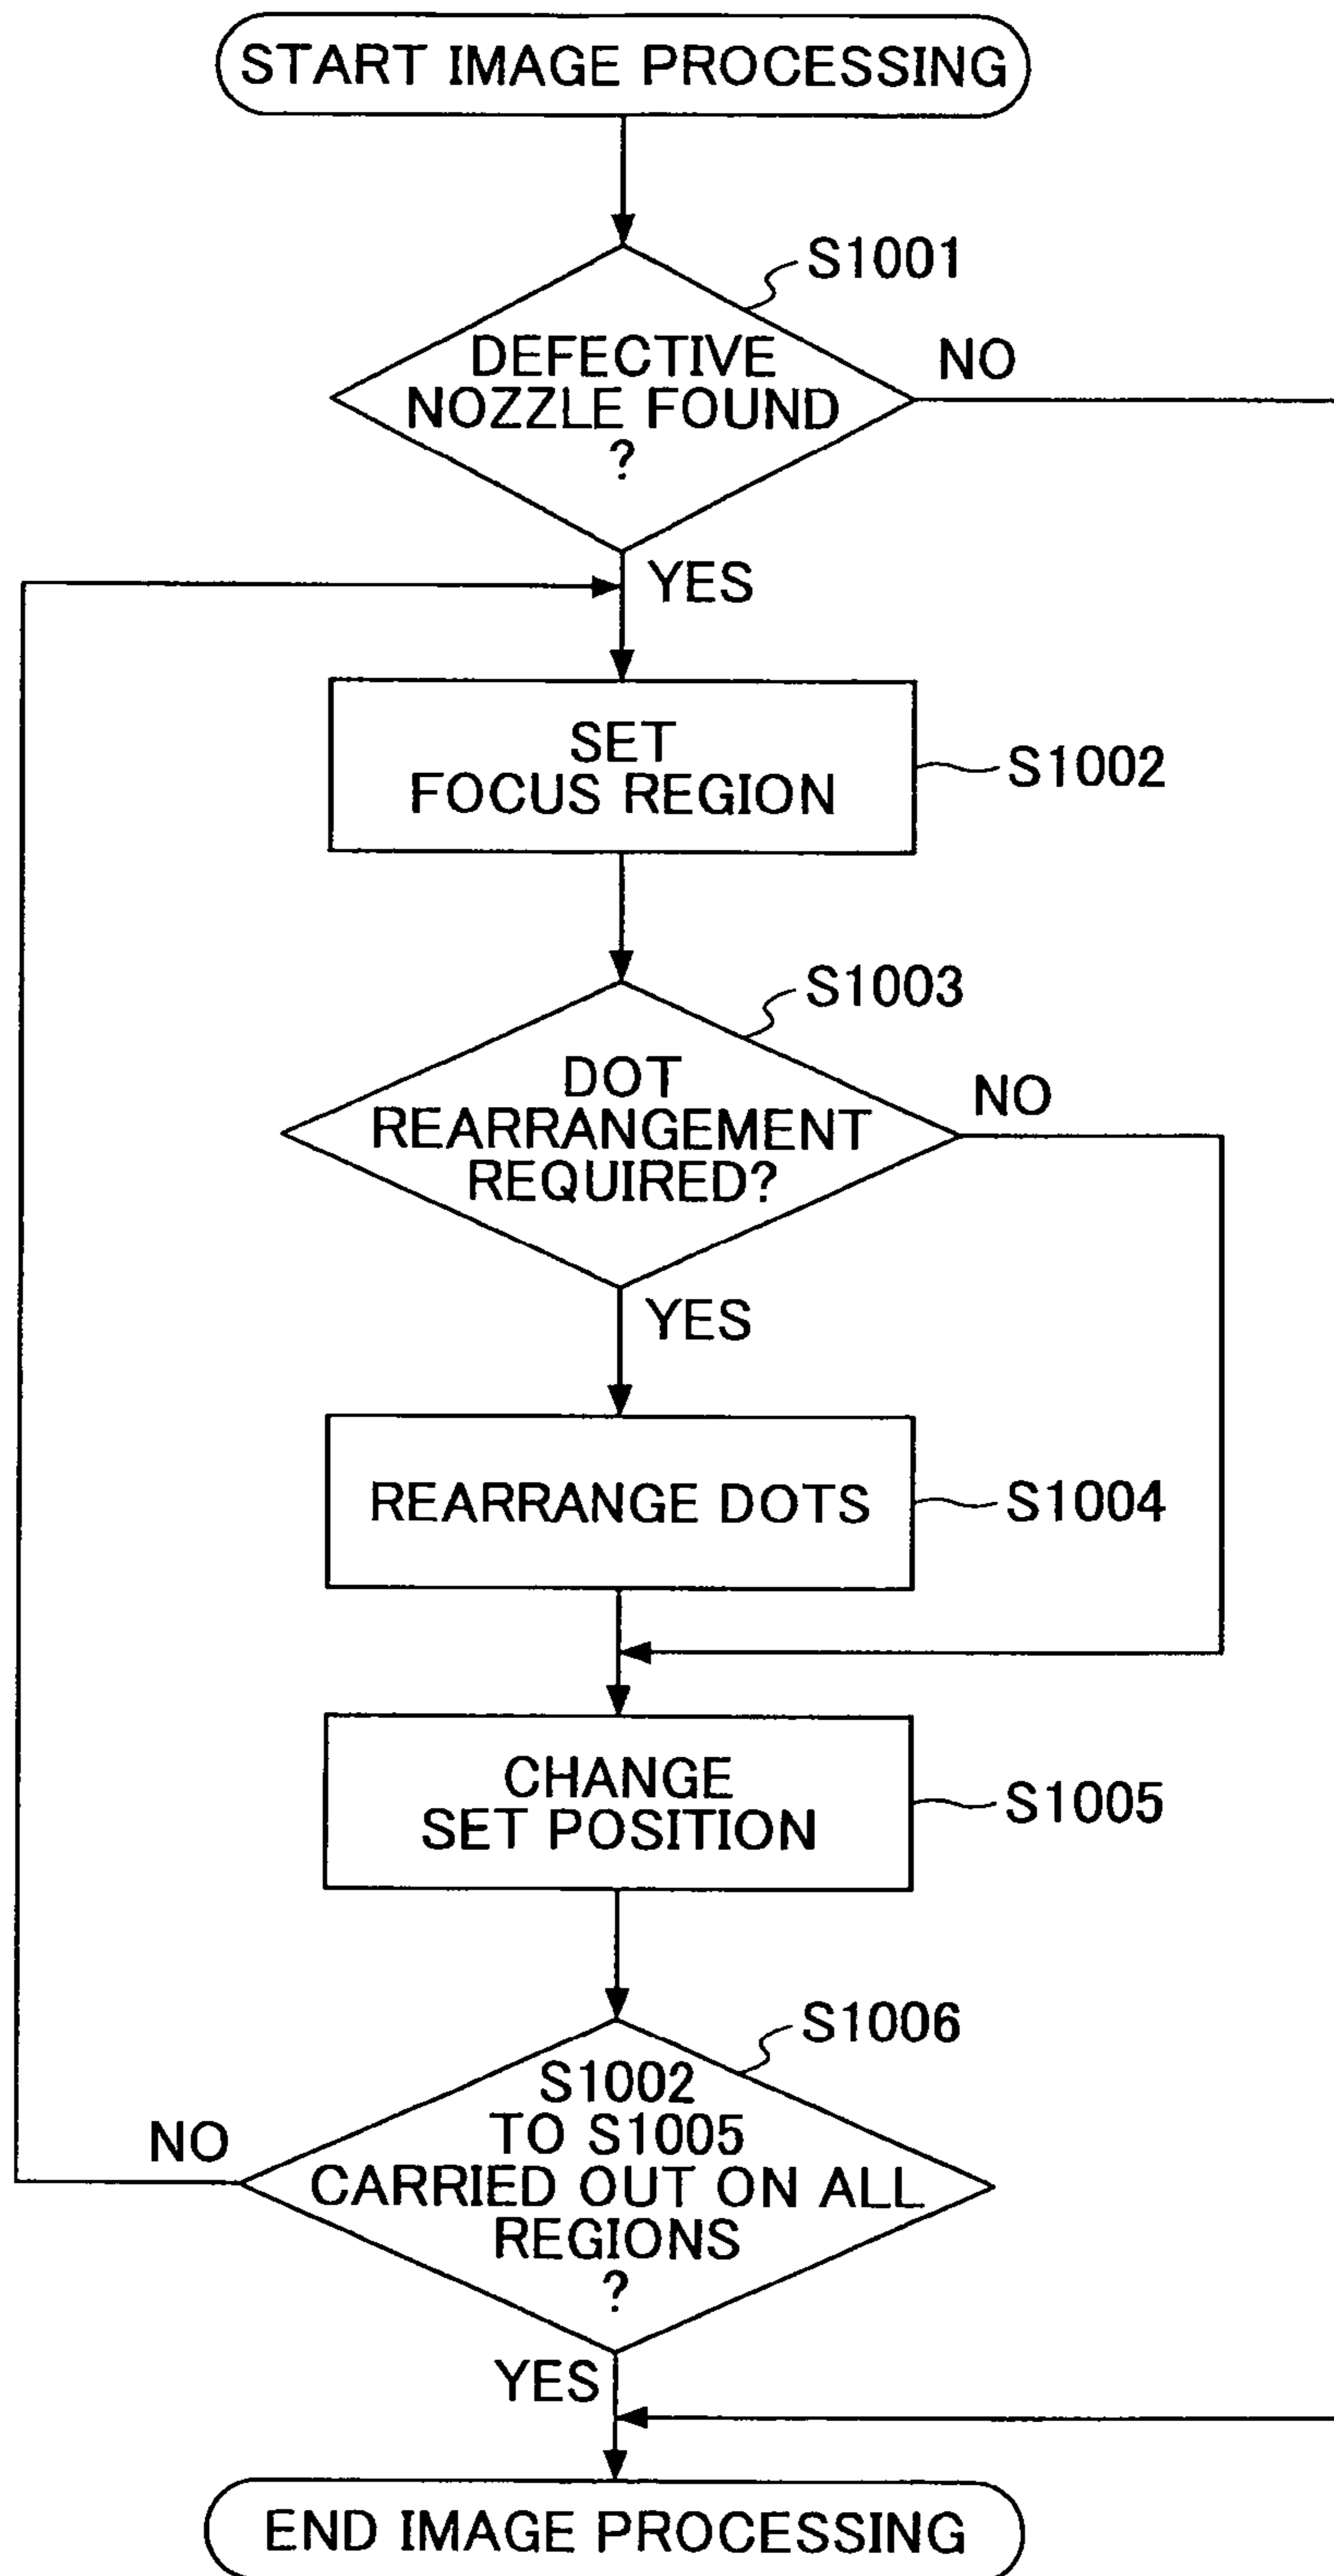 START IMAGE PROCESSING
S1001
DEFECTIVE
NOZZLE FOUND
?
NO
YES
SET
FOCUS REGION
S1002
S1003
DOT
REARRANGEMENT
REQUIRED?
NO
YES
REARRANGE DOTS
S1004
CHANGE
SET POSITION
S1005
S1006
S1002
TO S1005
CARRIED OUT ON ALL
REGIONS
?
NO
YES
END IMAGE PROCESSING